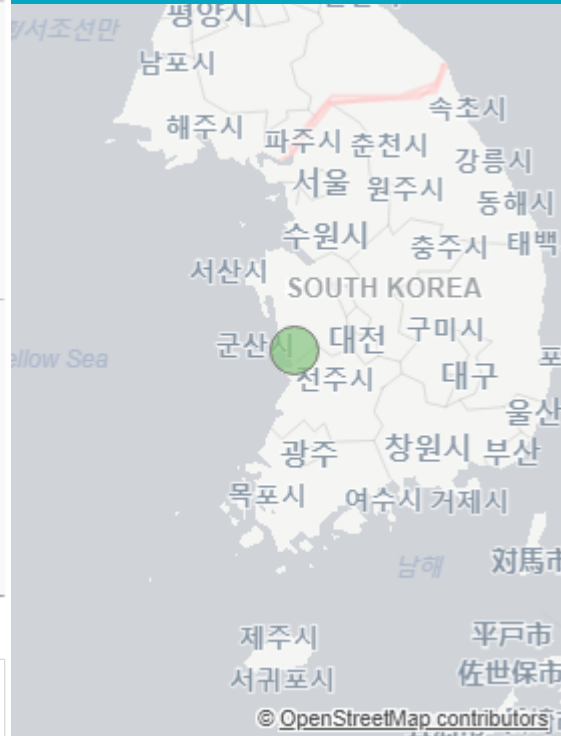 평양시
서조선만
남포시
속초시
해주시
파주시 춘천시
강릉시
서울 원주시
동해시
수원시
충주시 태백
서산시
SOUTH KOREA
구미시
군산시 대전
ellow Sea
전주시 대구
울산
광주 창원시 부산
목포시 여수시 거제시
남해 対馬市
제주시 平戸市
서귀포시 佐世保市
© OpenStreetMap contributors